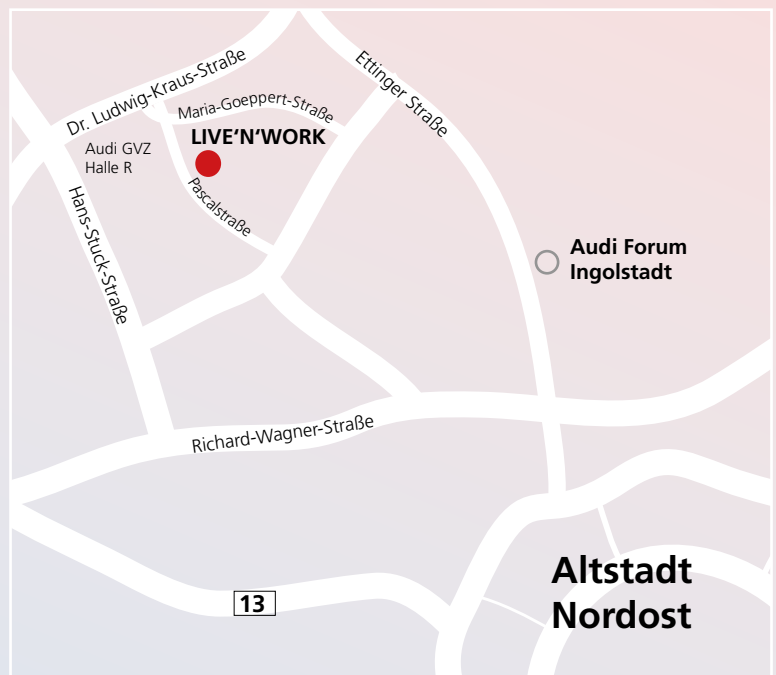 Ettinger Straße
Dr. Ludwig-Kraus-Straße
Maria-Goeppert-Straße
LIVE‘N‘WORK
Audi GVZ
Halle R
Pascalstraße
Hans-Stuck-Straße
Audi Forum
Ingolstadt
Richard-Wagner-Straße
Altstadt
Nordost
13